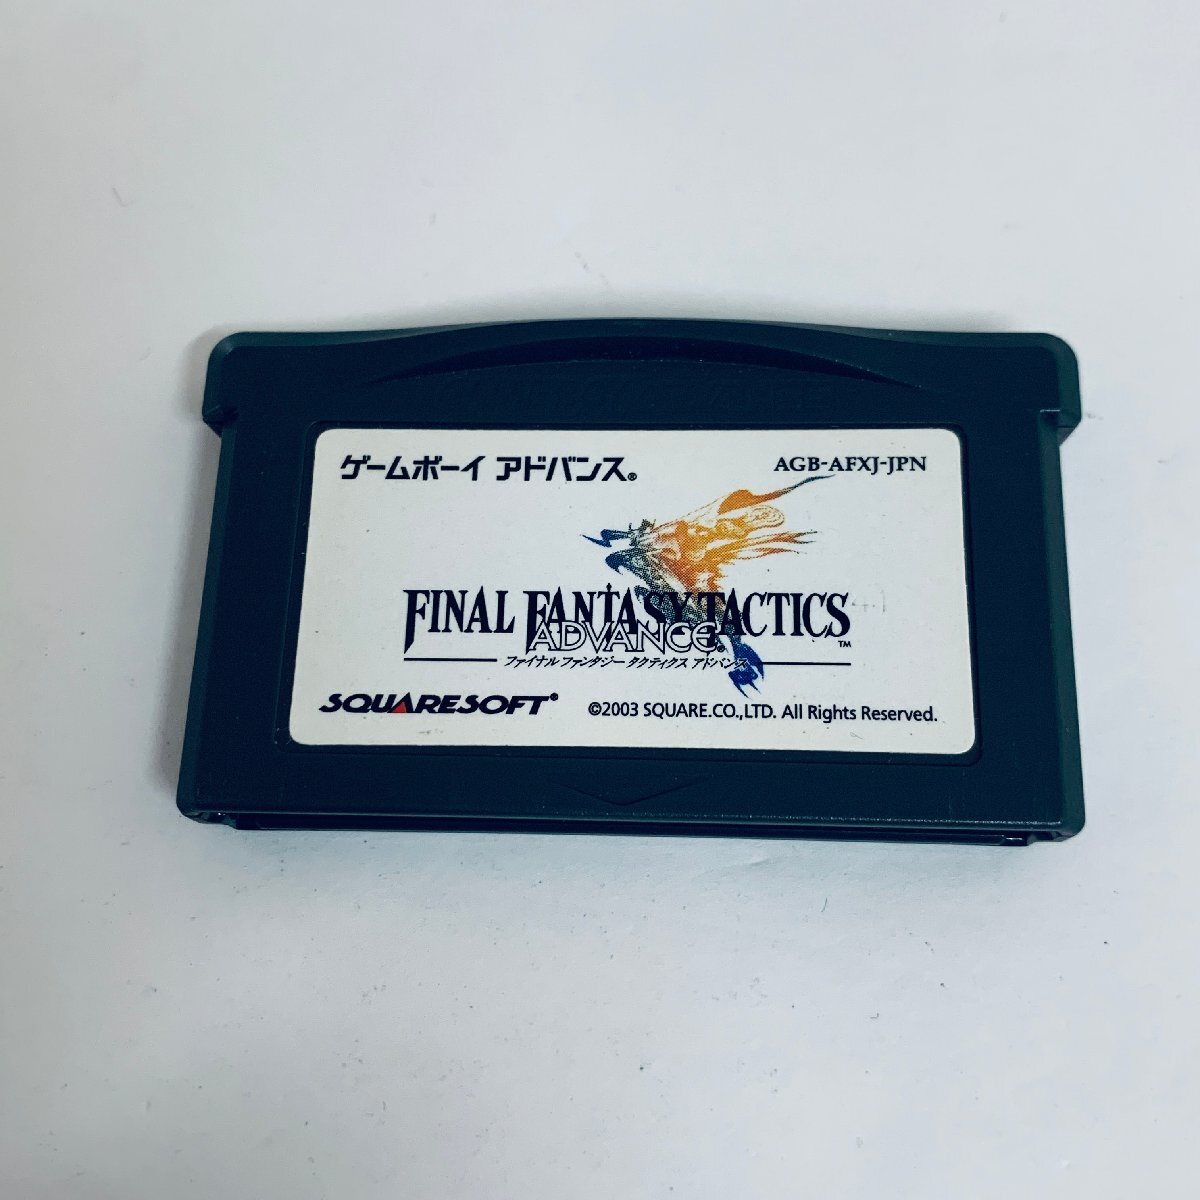 ゲームボーイ アドバンス®
AGB-AFXJ-JPN
FINAL FANTASY TACTICS™
ADVANCE®
ファイナルファンタジータクティクス アドバンス
SQUARESOFT®
©2003 SQUARE.CO.,LTD. All Rights Reserved.